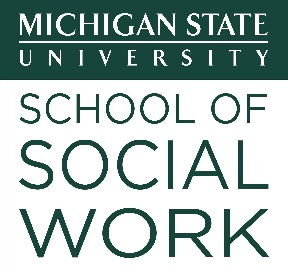 MICHIGAN STATE
UNIVERSITY
SCHOOL OF
SOCIAL
WORK